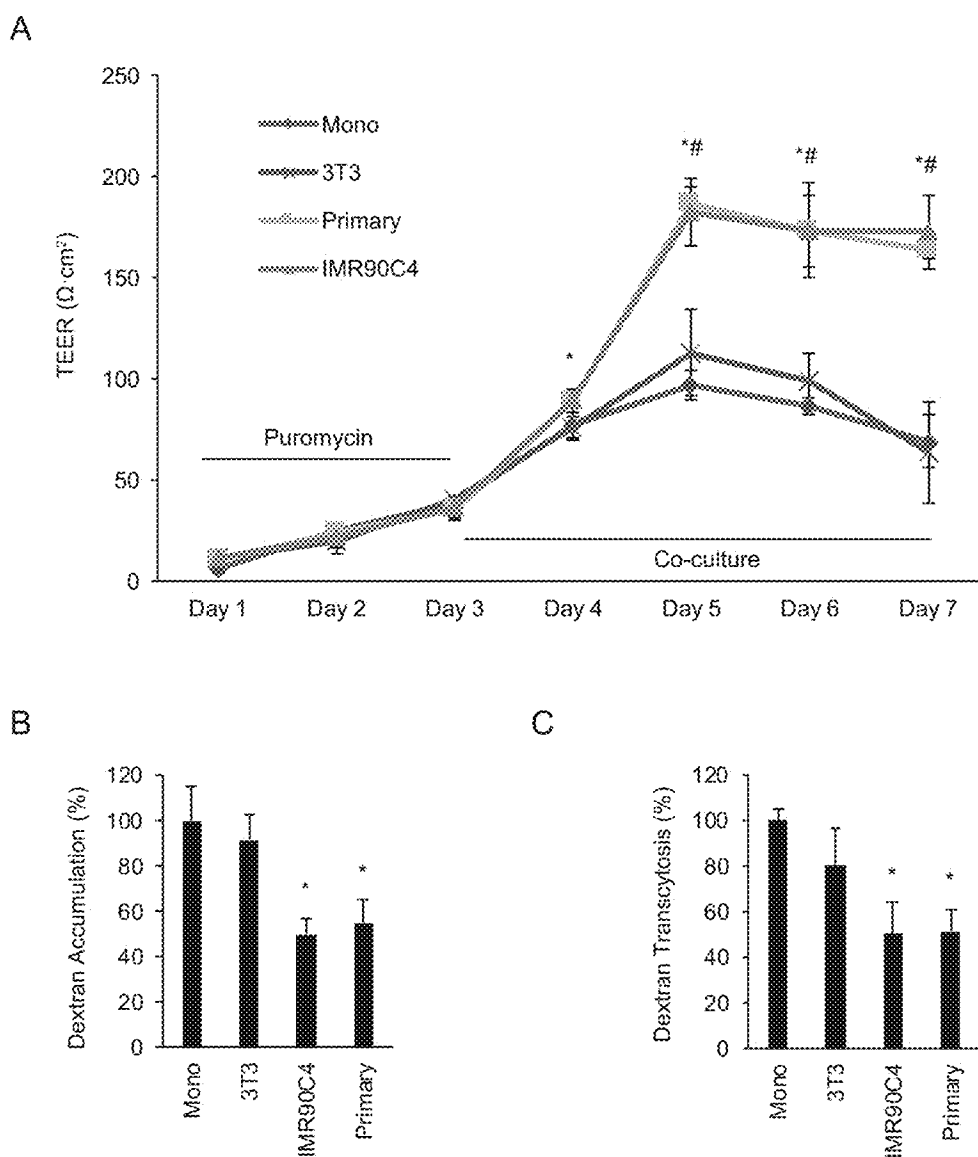 A
250
200
150
100
50
0
TEER (Ω·cm²)
Mono
3T3
Primary
IMR90C4
*
*#
*#
*#
Puromycin
Co-culture
Day 1 Day 2 Day 3 Day 4 Day 5 Day 6 Day 7
B
Dextran Accumulation (%)
120
100
80
60
40
20
0
*
*
Mono
3T3
IMR90C4
Primary
C
Dextran Transcytosis (%)
120
100
80
60
40
20
0
*
*
Mono
3T3
IMR90C4
Primary